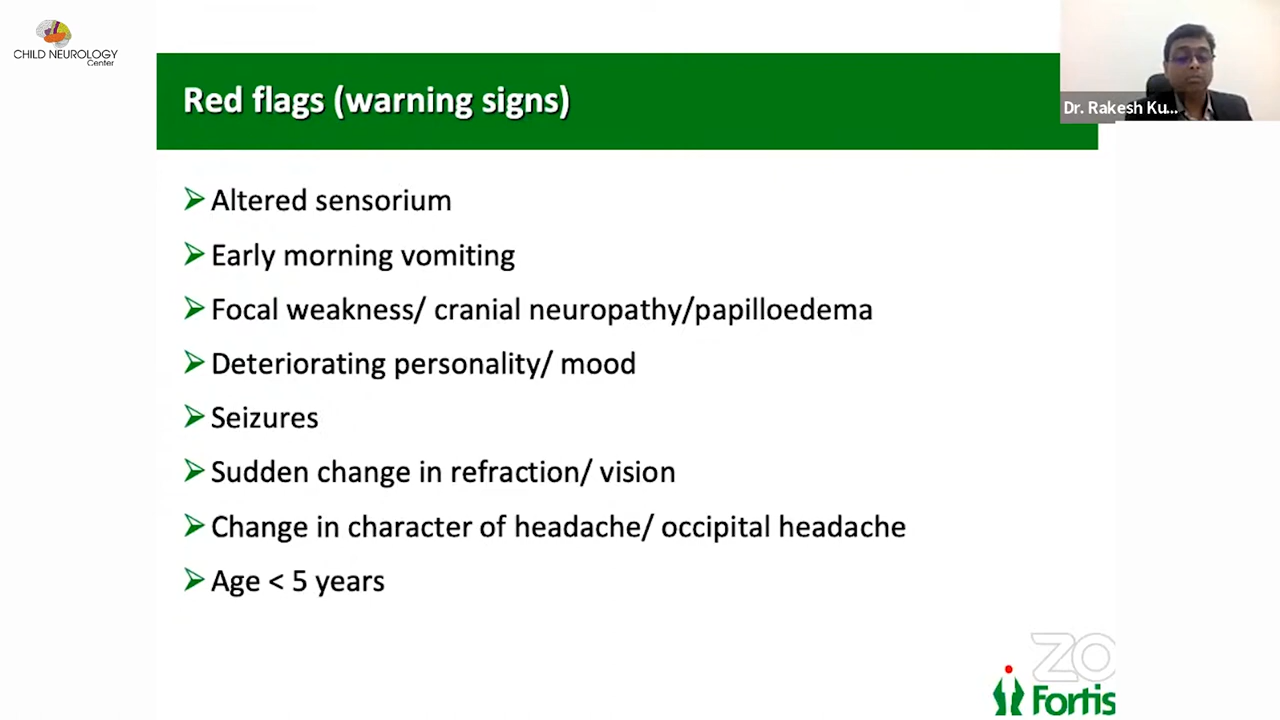 CHILD NEUROLOGY
Center
Red flags (warning signs)
Dr. Rakesh Ku...
Altered sensorium
Early morning vomiting
Focal weakness/ cranial neuropathy/papilloedema
Deteriorating personality/ mood
Seizures
Sudden change in refraction/ vision
Change in character of headache/ occipital headache
Age < 5 years
ZO
Fortis